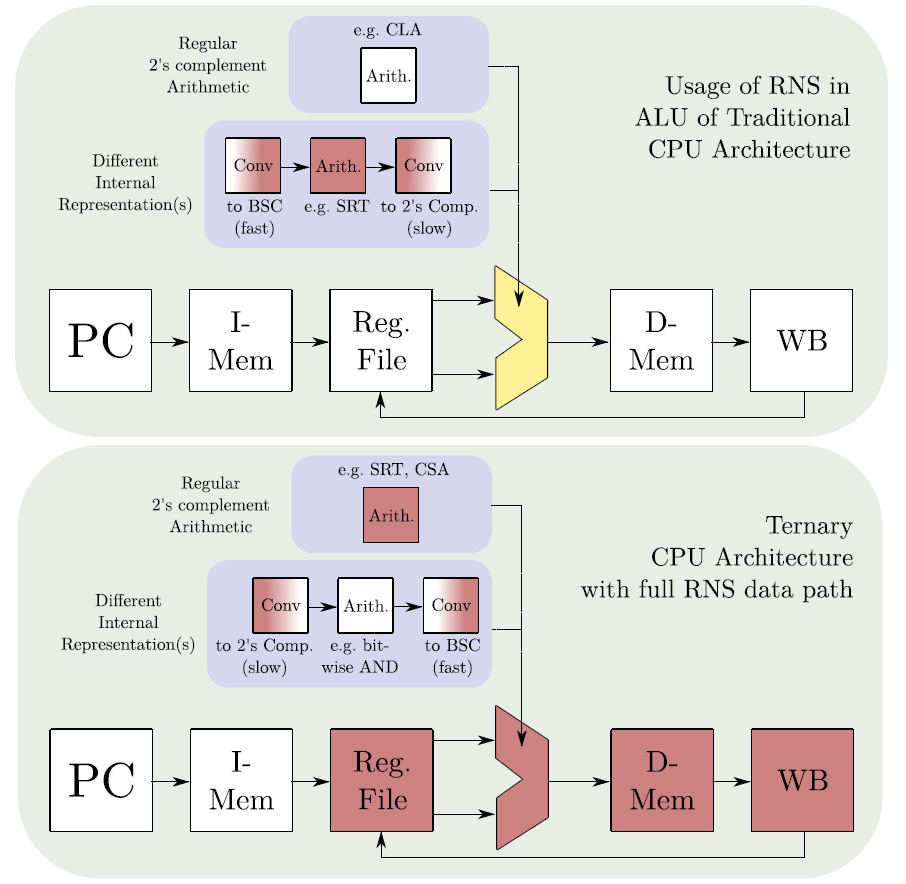 e.g. CLA
Regular
2's complement
Arithmetic
Arith.
Usage of RNS in
ALU of Traditional
CPU Architecture
Different
Internal
Representation(s)
Conv
Arith.
Conv
to BSC
(fast)
e.g. SRT
to 2's Comp.
(slow)
PC
I-
Mem
Reg.
File
D-
Mem
WB
e.g. SRT, CSA
Regular
2's complement
Arithmetic
Arith.
Ternary
CPU Architecture
with full RNS data path
Different
Internal
Representation(s)
Conv
Arith.
Conv
to 2's Comp.
(slow)
e.g. bit-
wise AND
to BSC
(fast)
PC
I-
Mem
Reg.
File
D-
Mem
WB